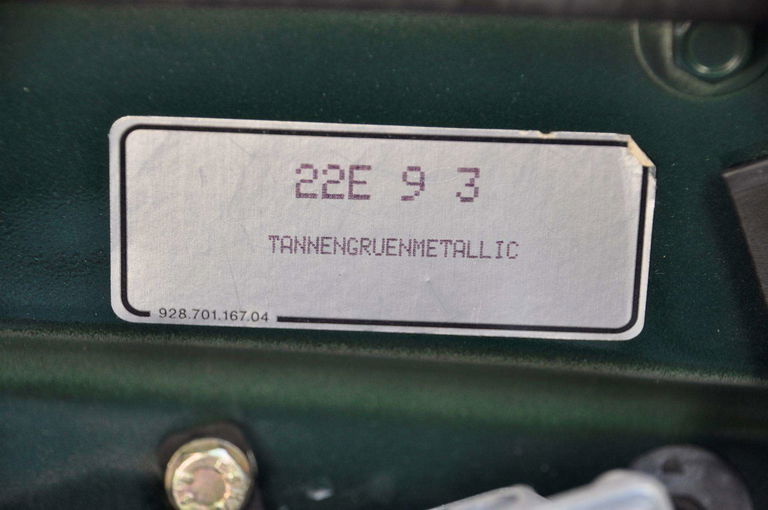 22E 9 3
TANNENGRUENMETALLIC
928.701.167.04